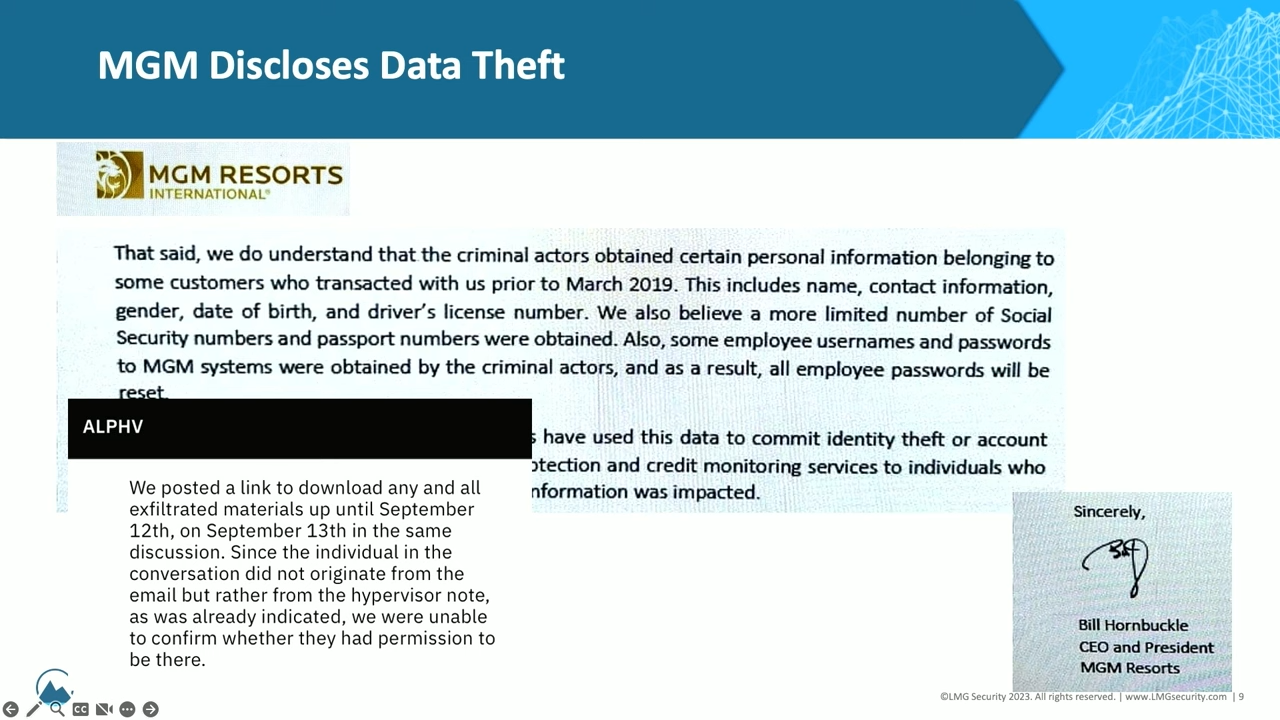 MGM Discloses Data Theft
MGM RESORTS
INTERNATIONAL®
That said, we do understand that the criminal actors obtained certain personal information belonging to
some customers who transacted with us prior to March 2019. This includes name, contact information,
gender, date of birth, and driver's license number. We also believe a more limited number of Social
Security numbers and passport numbers were obtained. Also, some employee usernames and passwords
to MGM systems were obtained by the criminal actors, and as a result, all employee passwords will be
reset.
have used this data to commit identity theft or account
and credit monitoring services to individuals who
was impacted.
ALPHV
We posted a link to download any and all
exfiltrated materials up until September
12th, on September 13th in the same
discussion. Since the individual in the
conversation did not originate from the
email but rather from the hypervisor note,
as was already indicated, we were unable
to confirm whether they had permission to
be there.
Sincerely,
Bill Hornbuckle
CEO and President
MGM Resorts
©LMG Security 2023. All rights reserved. | www.LMGsecurity.com | 9
CC